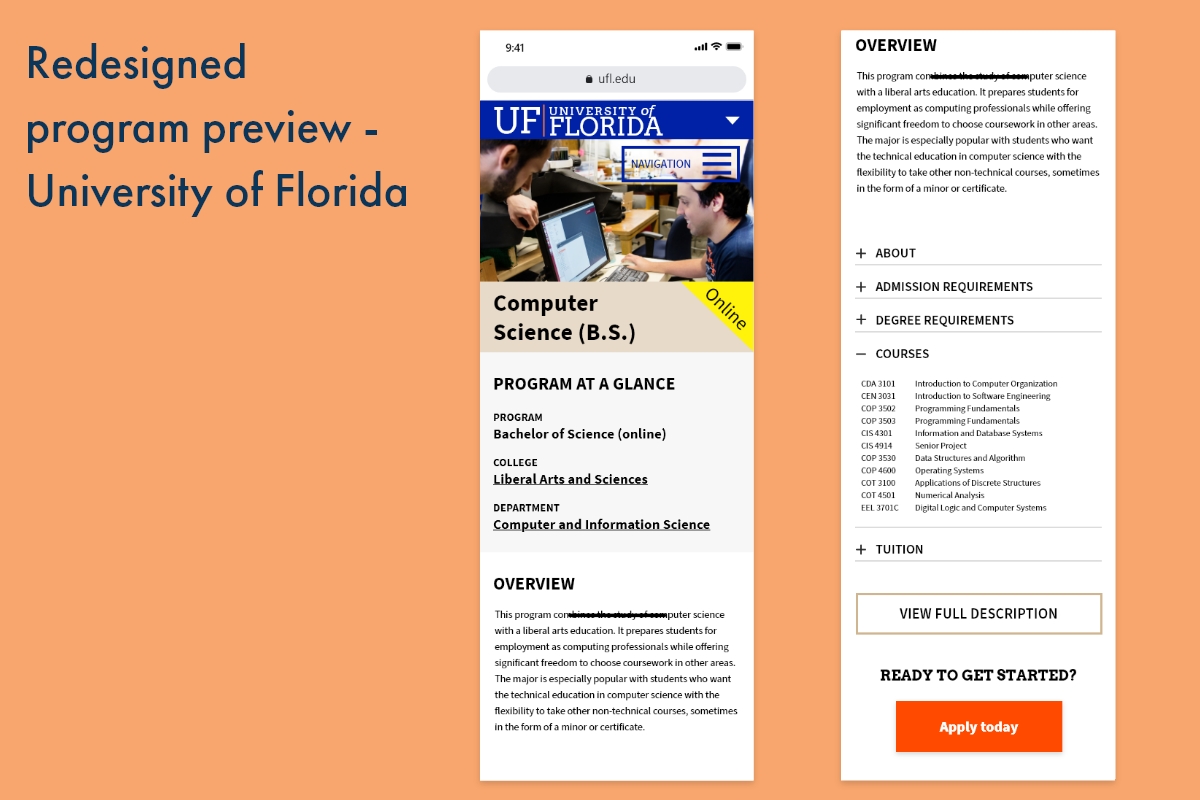 Redesigned
program preview -
University of Florida
9:41
ufl.edu
UF UNIVERSITY of
FLORIDA
NAVIGATION
Computer
Science (B.S.)
Online
PROGRAM AT A GLANCE
PROGRAM
Bachelor of Science (online)
COLLEGE
Liberal Arts and Sciences
DEPARTMENT
Computer and Information Science
OVERVIEW
This program combines the study of computer science
with a liberal arts education. It prepares students for
employment as computing professionals while offering
significant freedom to choose coursework in other areas.
The major is especially popular with students who want
the technical education in computer science with the
flexibility to take other non-technical courses, sometimes
in the form of a minor or certificate.
OVERVIEW
This program combines the study of computer science
with a liberal arts education. It prepares students for
employment as computing professionals while offering
significant freedom to choose coursework in other areas.
The major is especially popular with students who want
the technical education in computer science with the
flexibility to take other non-technical courses, sometimes
in the form of a minor or certificate.
+ ABOUT
+ ADMISSION REQUIREMENTS
+ DEGREE REQUIREMENTS
– COURSES
CDA 3101 Introduction to Computer Organization
CEN 3031 Introduction to Software Engineering
COP 3502 Programming Fundamentals
COP 3503 Programming Fundamentals
CIS 4301 Information and Database Systems
CIS 4914 Senior Project
COP 3530 Data Structures and Algorithm
COP 4600 Operating Systems
COT 3100 Applications of Discrete Structures
COT 4501 Numerical Analysis
EEL 3701C Digital Logic and Computer Systems
+ TUITION
VIEW FULL DESCRIPTION
READY TO GET STARTED?
Apply today